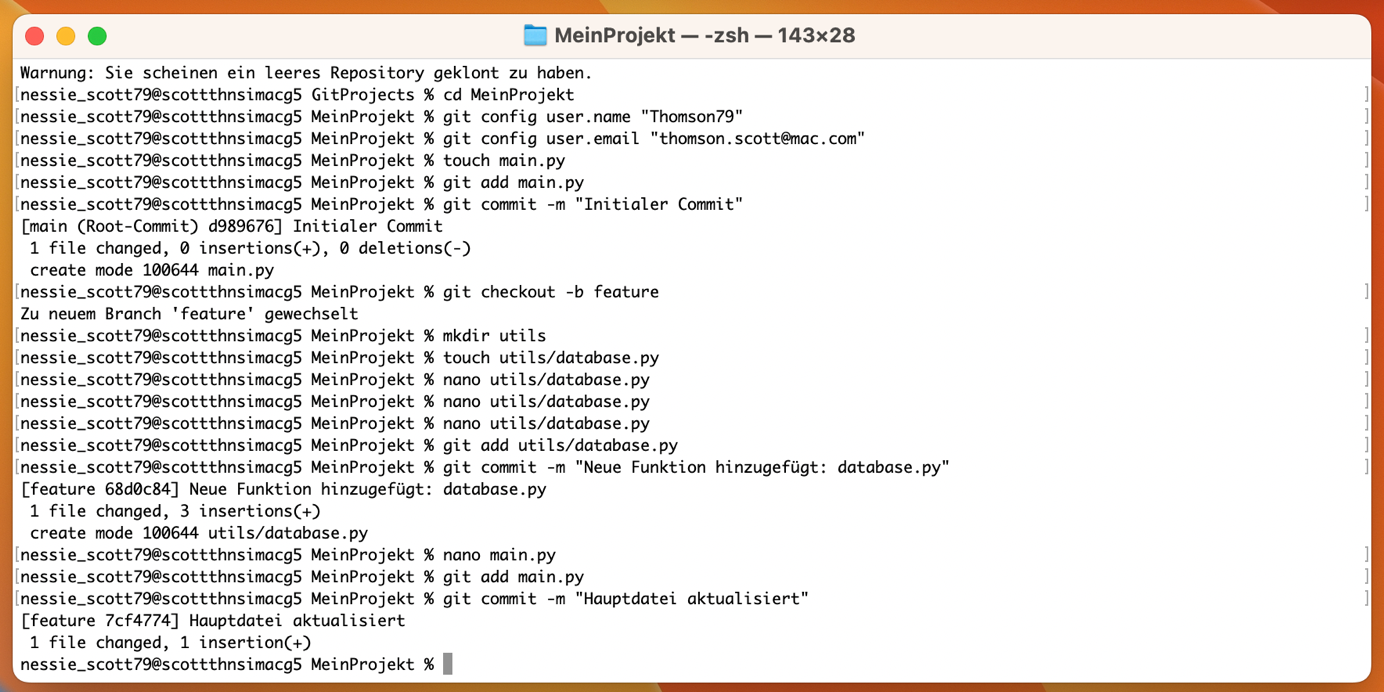 MeinProjekt — -zsh — 143×28
Warnung: Sie scheinen ein leeres Repository geklont zu haben.
[nessie_scott79@scottthnsimacg5 GitProjects % cd MeinProjekt ]
[nessie_scott79@scottthnsimacg5 MeinProjekt % git config user.name "Thomson79" ]
[nessie_scott79@scottthnsimacg5 MeinProjekt % git config user.email "thomson.scott@mac.com" ]
[nessie_scott79@scottthnsimacg5 MeinProjekt % touch main.py ]
[nessie_scott79@scottthnsimacg5 MeinProjekt % git add main.py ]
[nessie_scott79@scottthnsimacg5 MeinProjekt % git commit -m "Initialer Commit" ]
[main (Root-Commit) d989676] Initialer Commit
 1 file changed, 0 insertions(+), 0 deletions(-)
 create mode 100644 main.py
[nessie_scott79@scottthnsimacg5 MeinProjekt % git checkout -b feature ]
Zu neuem Branch 'feature' gewechselt
[nessie_scott79@scottthnsimacg5 MeinProjekt % mkdir utils ]
[nessie_scott79@scottthnsimacg5 MeinProjekt % touch utils/database.py ]
[nessie_scott79@scottthnsimacg5 MeinProjekt % nano utils/database.py ]
[nessie_scott79@scottthnsimacg5 MeinProjekt % nano utils/database.py ]
[nessie_scott79@scottthnsimacg5 MeinProjekt % nano utils/database.py ]
[nessie_scott79@scottthnsimacg5 MeinProjekt % git add utils/database.py ]
[nessie_scott79@scottthnsimacg5 MeinProjekt % git commit -m "Neue Funktion hinzugefügt: database.py" ]
[feature 68d0c84] Neue Funktion hinzugefügt: database.py
 1 file changed, 3 insertions(+)
 create mode 100644 utils/database.py
[nessie_scott79@scottthnsimacg5 MeinProjekt % nano main.py ]
[nessie_scott79@scottthnsimacg5 MeinProjekt % git add main.py ]
[nessie_scott79@scottthnsimacg5 MeinProjekt % git commit -m "Hauptdatei aktualisiert" ]
[feature 7cf4774] Hauptdatei aktualisiert
 1 file changed, 1 insertion(+)
nessie_scott79@scottthnsimacg5 MeinProjekt %